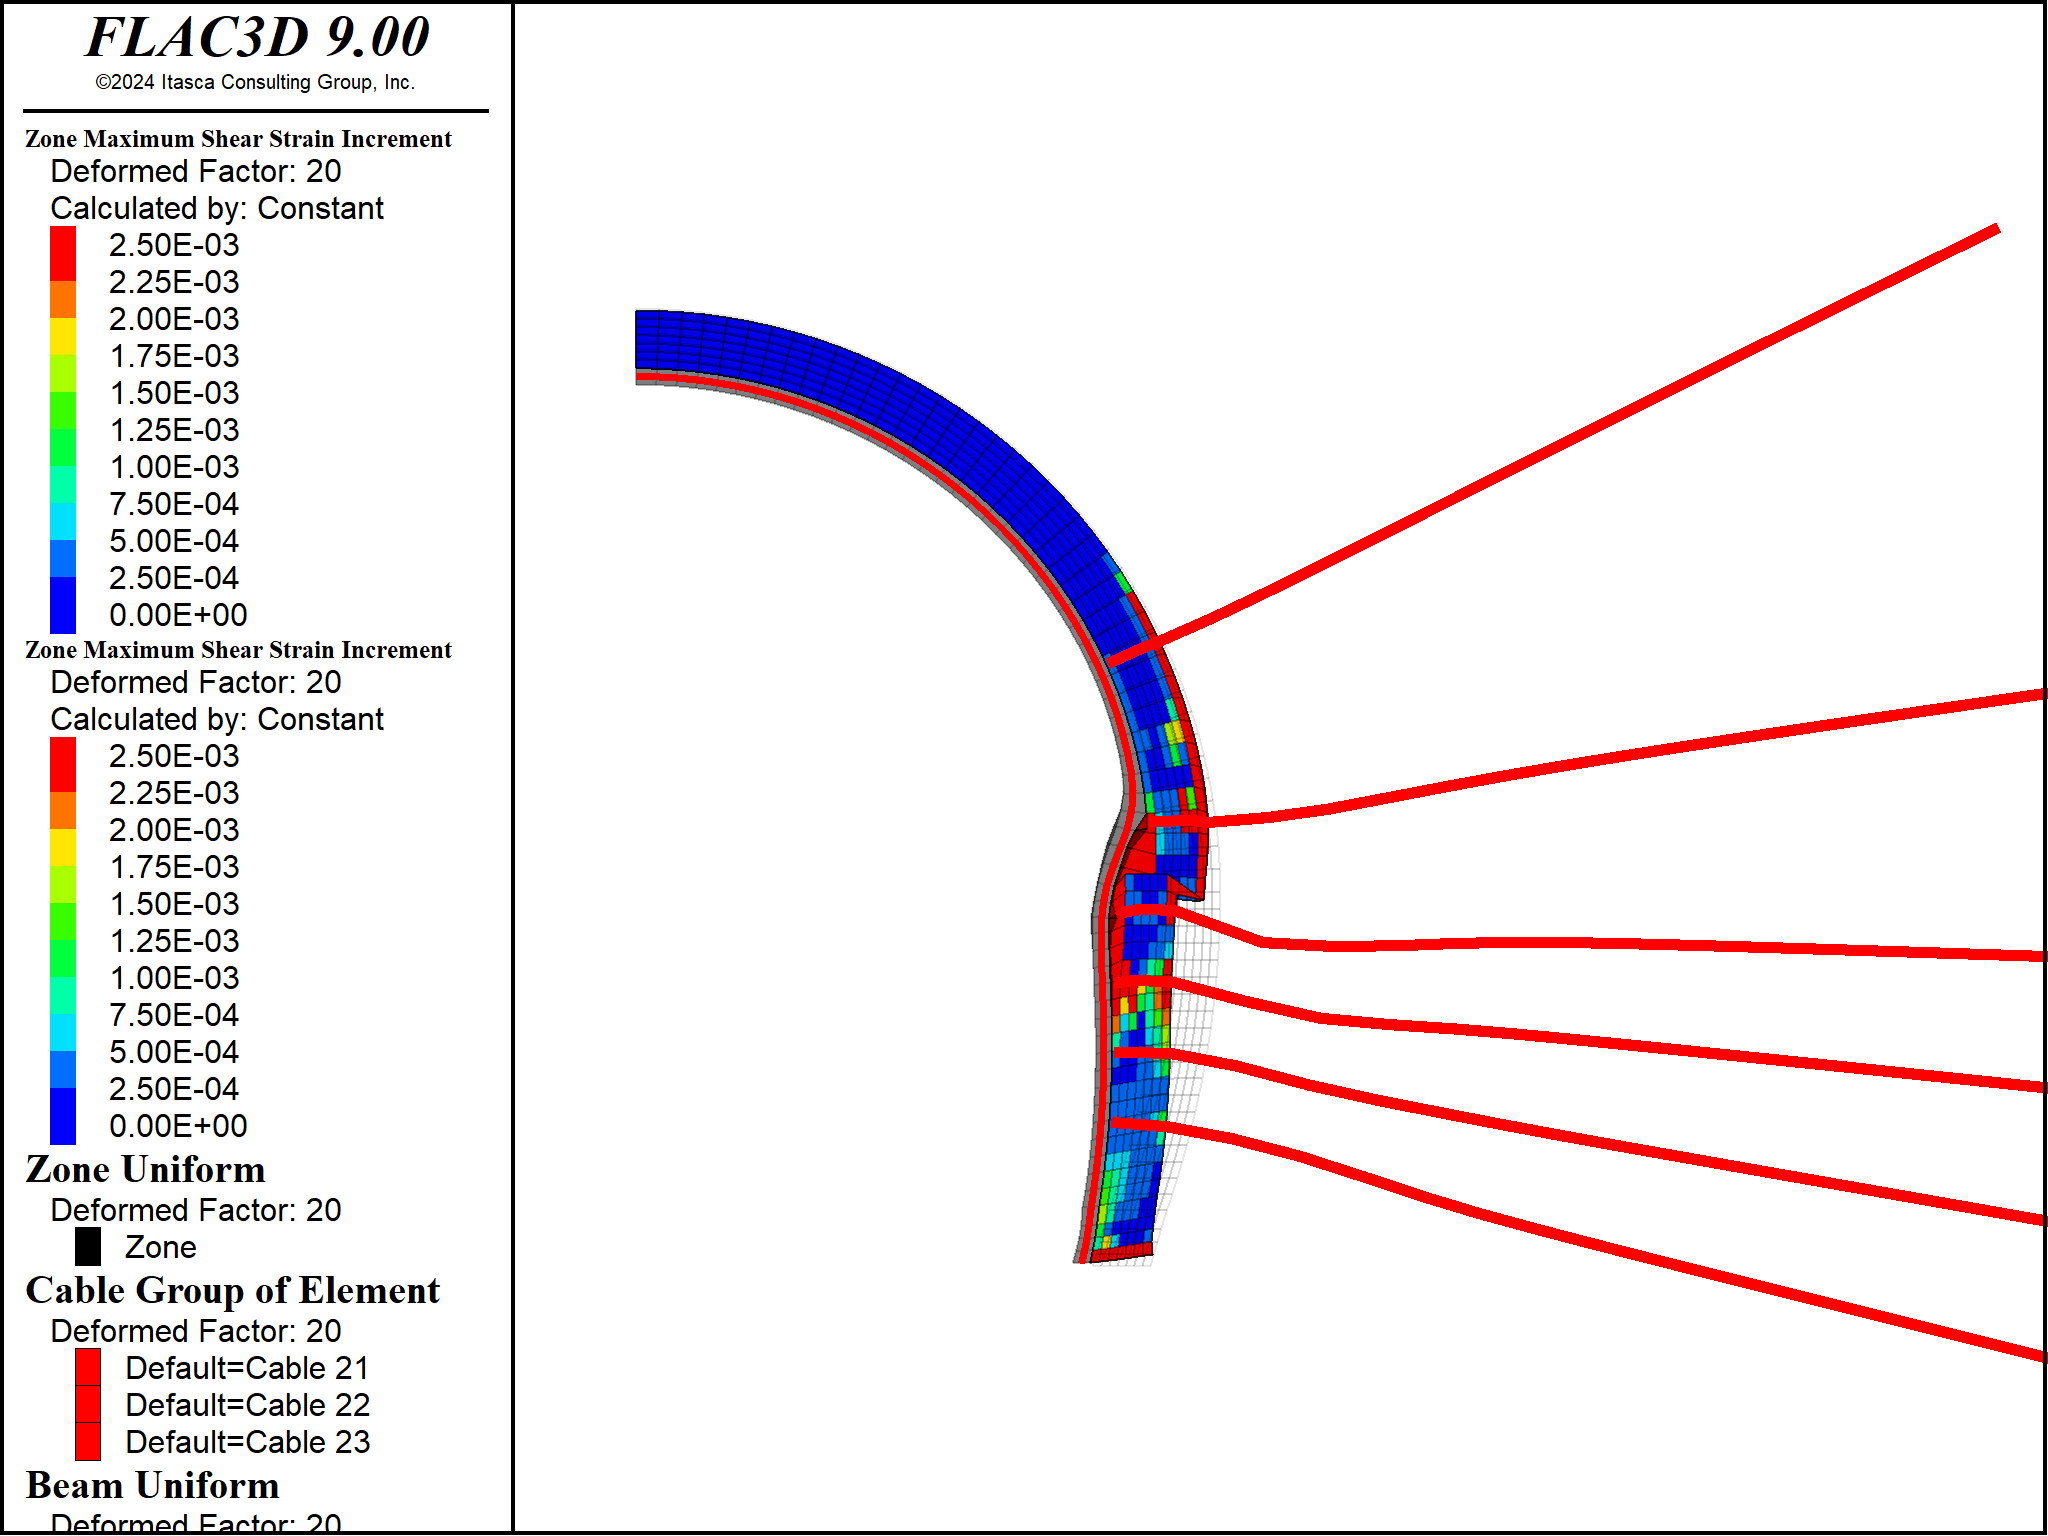 FLAC3D 9.00
©2024 Itasca Consulting Group, Inc.
Zone Maximum Shear Strain Increment
Deformed Factor: 20
Calculated by: Constant
2.50E-03
2.25E-03
2.00E-03
1.75E-03
1.50E-03
1.25E-03
1.00E-03
7.50E-04
5.00E-04
2.50E-04
0.00E+00
Zone Maximum Shear Strain Increment
Deformed Factor: 20
Calculated by: Constant
2.50E-03
2.25E-03
2.00E-03
1.75E-03
1.50E-03
1.25E-03
1.00E-03
7.50E-04
5.00E-04
2.50E-04
0.00E+00
Zone Uniform
Deformed Factor: 20
Zone
Cable Group of Element
Deformed Factor: 20
Default=Cable 21
Default=Cable 22
Default=Cable 23
Beam Uniform
Deformed Factor: 20